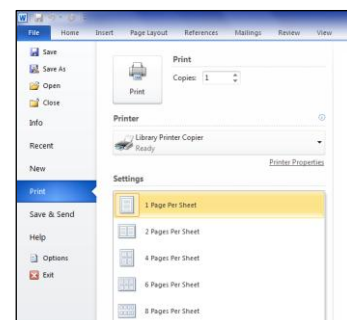 File Home Insert Page Layout References Mailings Review View
Save
Save As
Open
Close
Info
Recent
New
Print
Save & Send
Help
Options
Exit
Print
Copies: 1
Print
Printer
Library Printer Copier
Ready
Printer Properties
Settings
1 Page Per Sheet
2 Pages Per Sheet
4 Pages Per Sheet
6 Pages Per Sheet
8 Pages Per Sheet